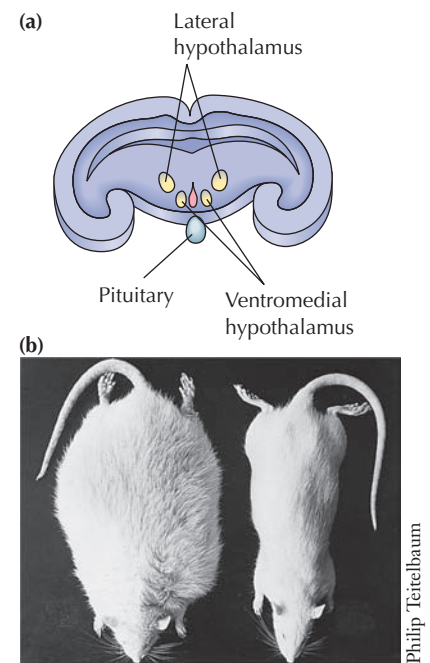 (a)
Lateral
hypothalamus
Pituitary
Ventromedial
hypothalamus
(b)
Philip Teitelbaum